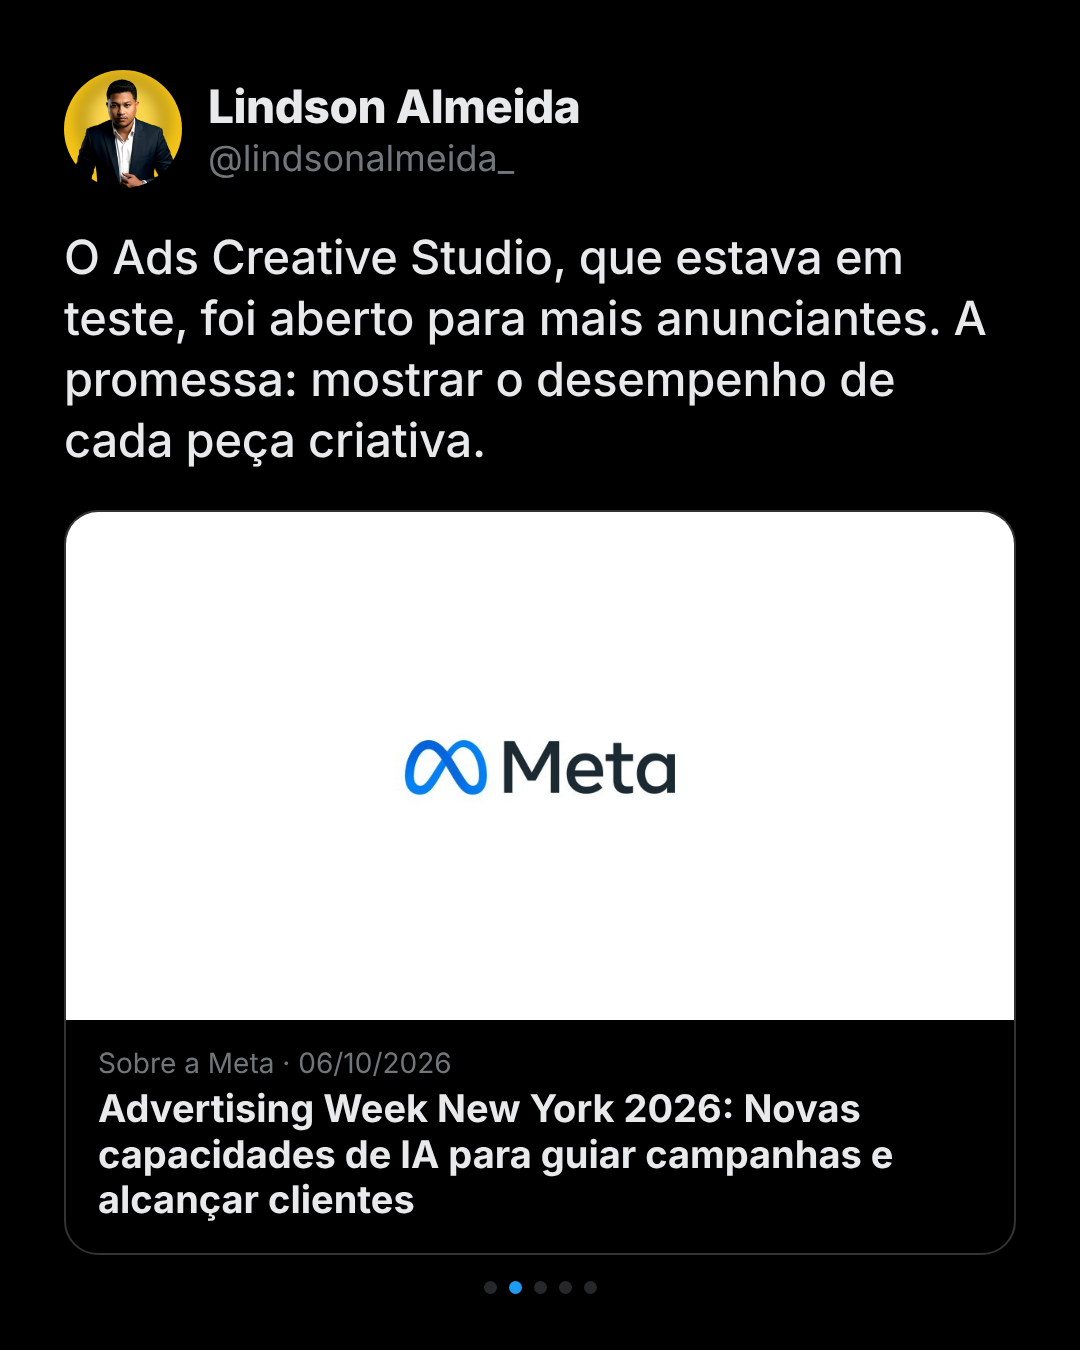 Lindson Almeida
@lindsonalmeida_
O Ads Creative Studio, que estava em
teste, foi aberto para mais anunciantes. A
promessa: mostrar o desempenho de
cada peça criativa.
Meta
Sobre a Meta · 06/10/2026
Advertising Week New York 2026: Novas
capacidades de IA para guiar campanhas e
alcançar clientes